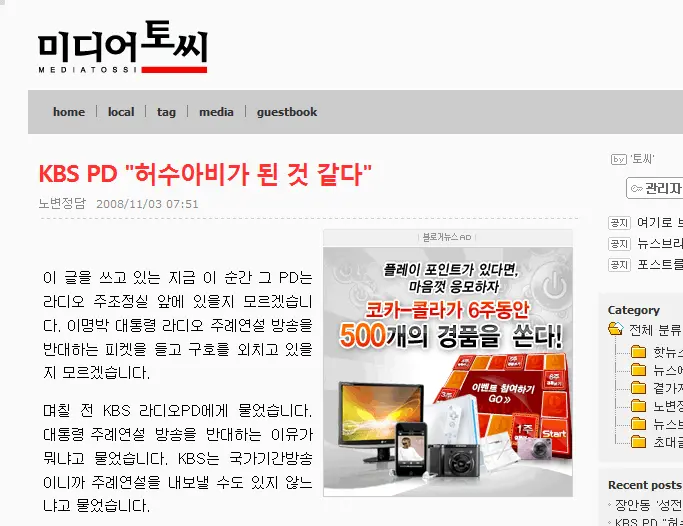 미디어토씨
MEDIATOSSI
home | local | tag | media | guestbook
KBS PD "허수아비가 된 것 같다"
노변정담 2008/11/03 07:51
이 글을 쓰고 있는 지금 이 순간 그 PD는
라디오 주조정실 앞에 있을지 모르겠습니
다. 이명박 대통령 라디오 주례연설 방송을
반대하는 피켓을 들고 구호를 외치고 있을
지 모르겠습니다.
며칠 전 KBS 라디오PD에게 물었습니다.
대통령 주례연설 방송을 반대하는 이유가
뭐냐고 물었습니다. KBS는 국가기간방송
이니까 주례연설을 내보낼 수도 있지 않느
냐고 물었습니다.
블로거뉴스 AD
플레이 포인트가 있다면,
마음껏 응모하자
코카-콜라가 6주동안
500개의 경품을 쏜다!
이벤트 참여하기
GO >>
6주
5주
1주
Start
by '토씨'
관리자
공지 여기로 보
공지 뉴스브리
공지 포스트를
Category
전체 분류
핫뉴스
뉴스에
곁가지
노변정
뉴스브
초대글
Recent posts
장안동 '성전
KBS PD "허